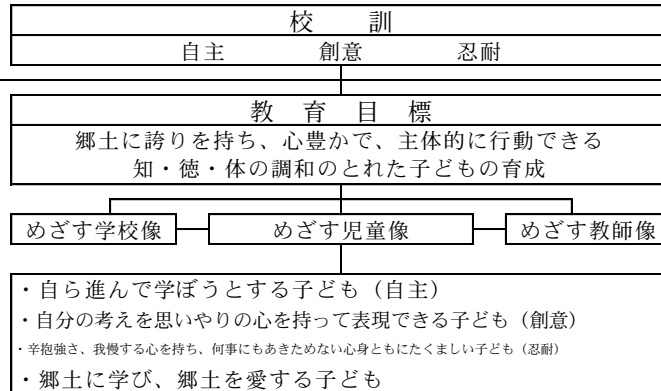 校 訓
自主 創意 忍耐
教 育 目 標
郷土に誇りを持ち、心豊かで、主体的に行動できる
知・徳・体の調和のとれた子どもの育成
めざす学校像 めざす児童像 めざす教師像
・自ら進んで学ぼうとする子ども（自主）
・自分の考えを思いやりの心を持って表現できる子ども（創意）
・辛抱強さ、我慢する心を持ち、何事にもあきためない心身ともにたくましい子ども（忍耐）
・郷土に学び、郷土を愛する子ども